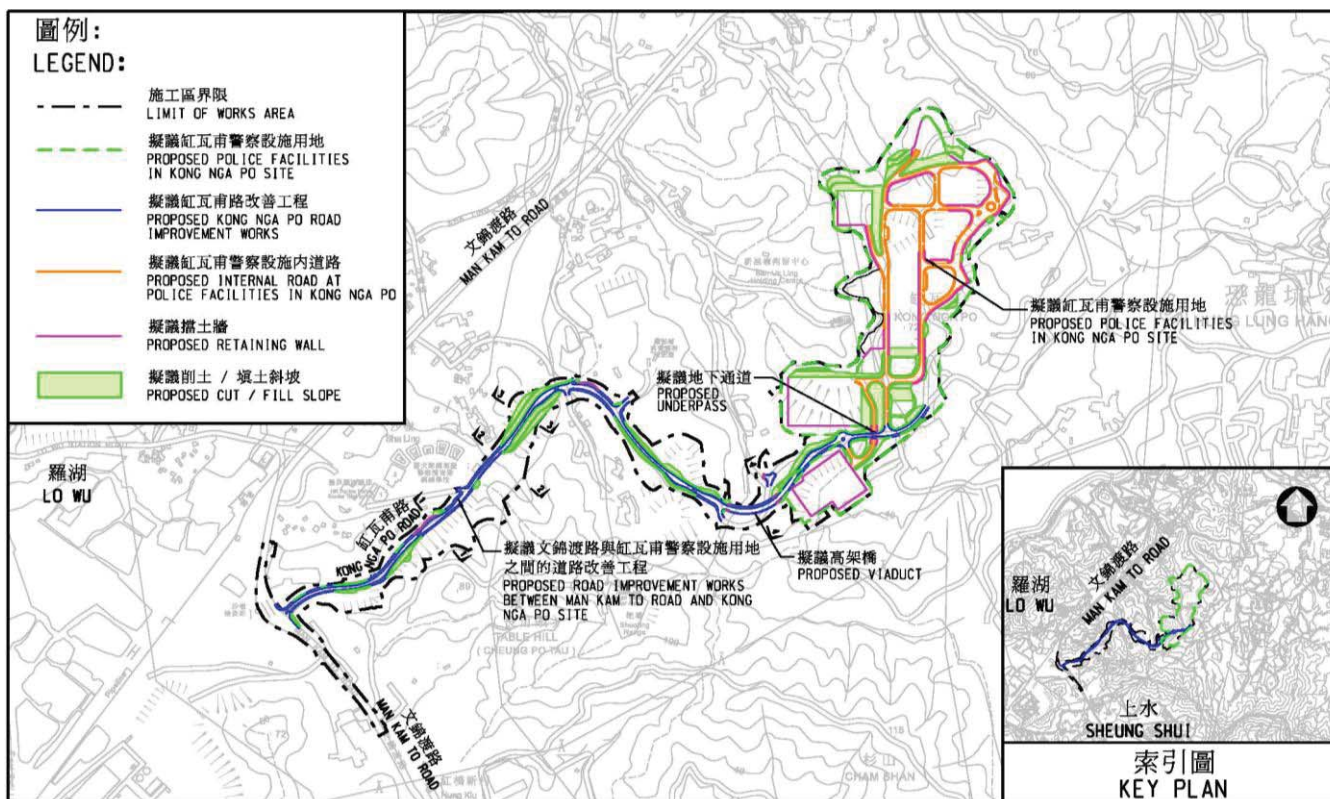 圖例:
LEGEND:
施工區界限
LIMIT OF WORKS AREA
擬議缸瓦甫警察設施用地
PROPOSED POLICE FACILITIES
IN KONG NGA PO SITE
擬議缸瓦甫路改善工程
PROPOSED KONG NGA PO ROAD
IMPROVEMENT WORKS
擬議缸瓦甫警察設施內道路
PROPOSED INTERNAL ROAD AT
POLICE FACILITIES IN KONG NGA PO
擬議擋土牆
PROPOSED RETAINING WALL
擬議削土 / 填土斜坡
PROPOSED CUT / FILL SLOPE
文錦渡路
MAN KAM TO ROAD
擬議缸瓦甫警察設施用地
PROPOSED POLICE FACILITIES
IN KONG NGA PO SITE
擬議地下通道
PROPOSED
UNDERPASS
羅湖
LO WU
缸瓦甫路
KONG NGA PO ROAD
擬議文錦渡路與缸瓦甫警察設施用地
之間的道路改善工程
PROPOSED ROAD IMPROVEMENT WORKS
BETWEEN MAN KAM TO ROAD AND KONG
NGA PO SITE
擬議高架橋
PROPOSED VIADUCT
TABLE HILL
( CHEUNG PO TAU )
文錦渡路
MAN KAM TO ROAD
杉山
CHAM SHAN
羅湖
LO WU
文錦渡路
MAN KAM TO ROAD
上水
SHEUNG SHUI
索引圖
KEY PLAN